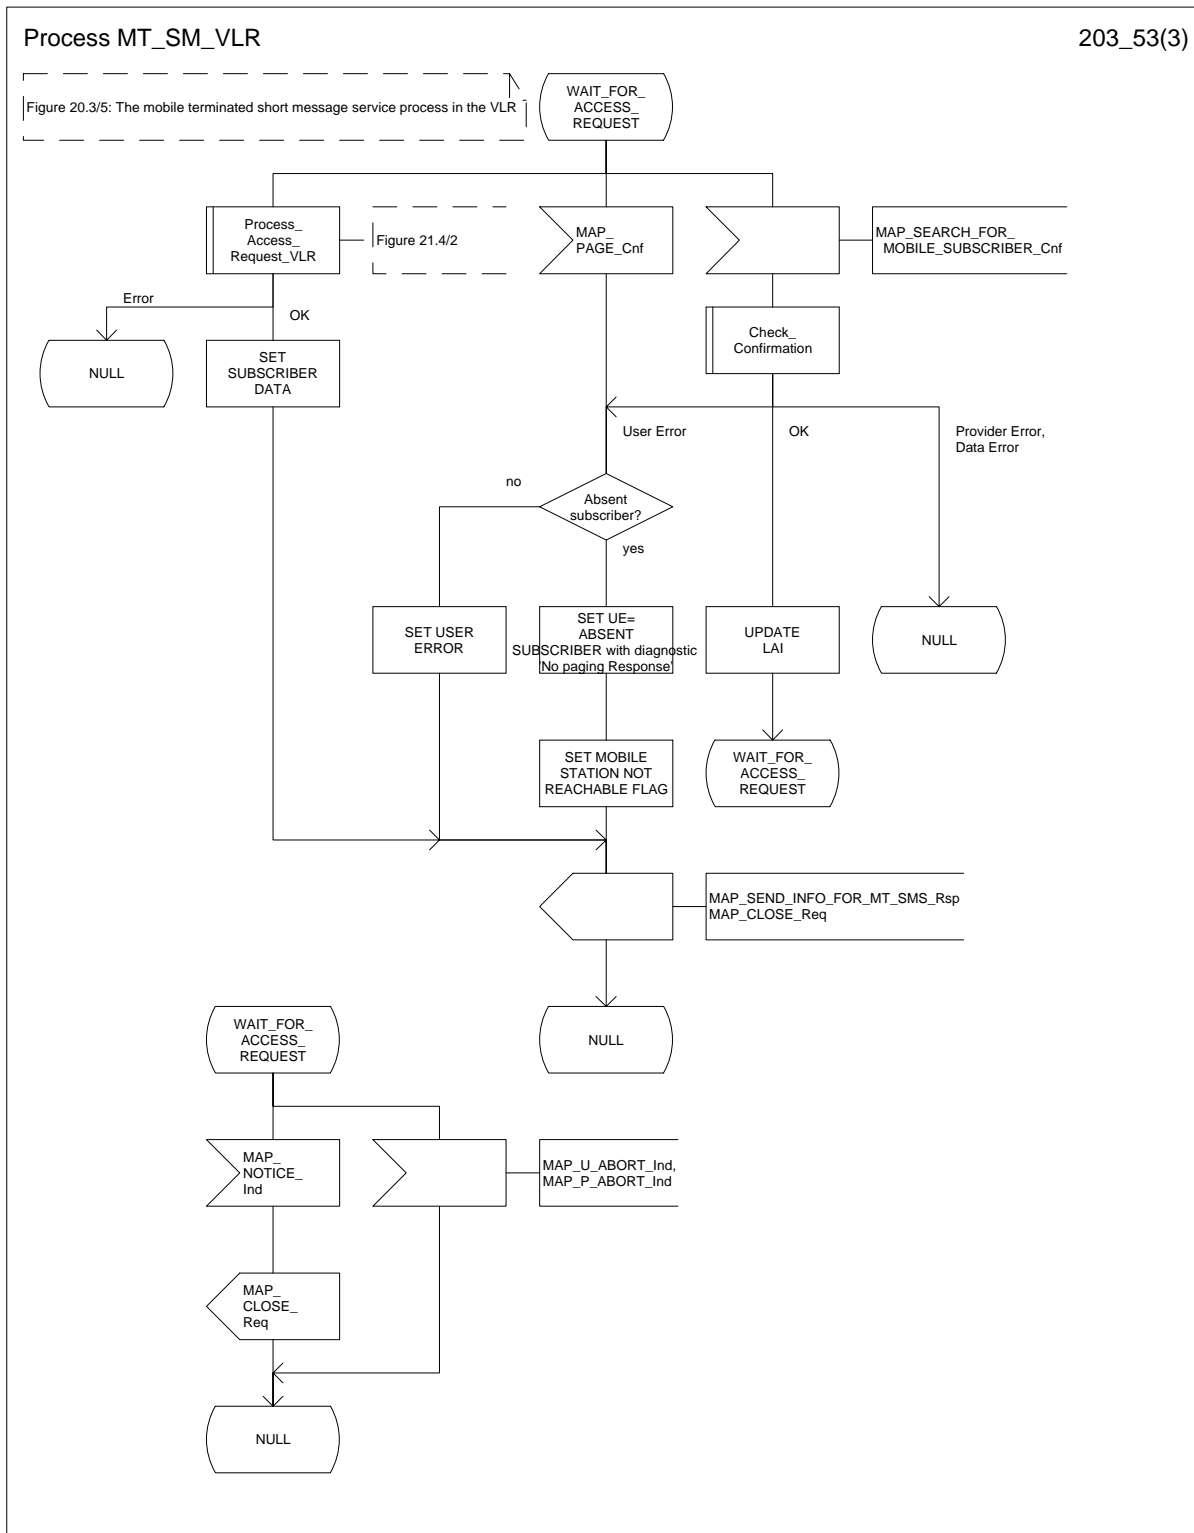 Process MT_SM_VLR
203_53(3)
Figure 20.3/5: The mobile terminated short message service process in the VLR
WAIT_FOR_
ACCESS_
REQUEST
Process_
Access_
Request_VLR
Figure 21.4/2
MAP_
PAGE_Cnf
MAP_SEARCH_FOR_
MOBILE_SUBSCRIBER_Cnf
Error
OK
Check_
Confirmation
NULL
SET
SUBSCRIBER
DATA
User Error
OK
Provider Error,
Data Error
no
Absent
subscriber?
yes
SET USER
ERROR
SET UE=
ABSENT
SUBSCRIBER with diagnostic
'No paging Response'
UPDATE
LAI
NULL
SET MOBILE
STATION NOT
REACHABLE FLAG
WAIT_FOR_
ACCESS_
REQUEST
MAP_SEND_INFO_FOR_MT_SMS_Rsp
MAP_CLOSE_Req
WAIT_FOR_
ACCESS_
REQUEST
NULL
MAP_
NOTICE_
Ind
MAP_U_ABORT_Ind,
MAP_P_ABORT_Ind
MAP_
CLOSE_
Req
NULL